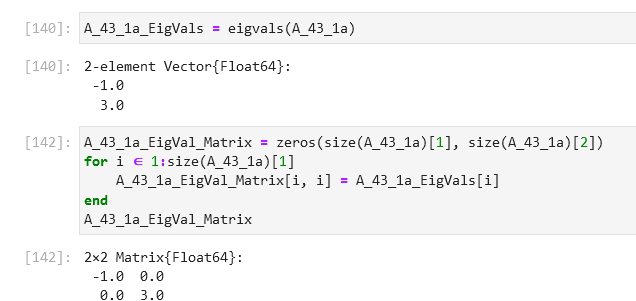 [140]: A_43_1a_EigVals = eigvals(A_43_1a)
[140]: 2-element Vector{Float64}:
-1.0
3.0
[142]: A_43_1a_EigVal_Matrix = zeros(size(A_43_1a)[1], size(A_43_1a)[2])
for i ∈ 1:size(A_43_1a)[1]
A_43_1a_EigVal_Matrix[i, i] = A_43_1a_EigVals[i]
end
A_43_1a_EigVal_Matrix
[142]: 2×2 Matrix{Float64}:
-1.0 0.0
0.0 3.0